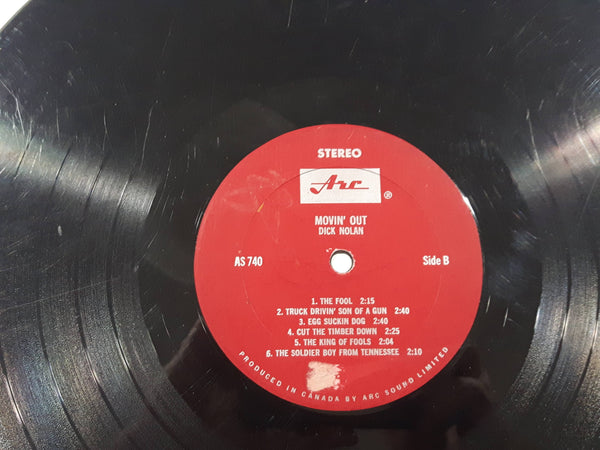 STEREO
Arc ®
MOVIN' OUT
DICK NOLAN
AS 740 Side B
1. THE FOOL 2:15
2. TRUCK DRIVIN' SON OF A GUN 2:40
3. EGG SUCKIN DOG 2:40
4. CUT THE TIMBER DOWN 2:25
5. THE KING OF FOOLS 2:04
6. THE SOLDIER BOY FROM TENNESSEE 2:10
PRODUCED IN CANADA BY ARC SOUND LIMITED